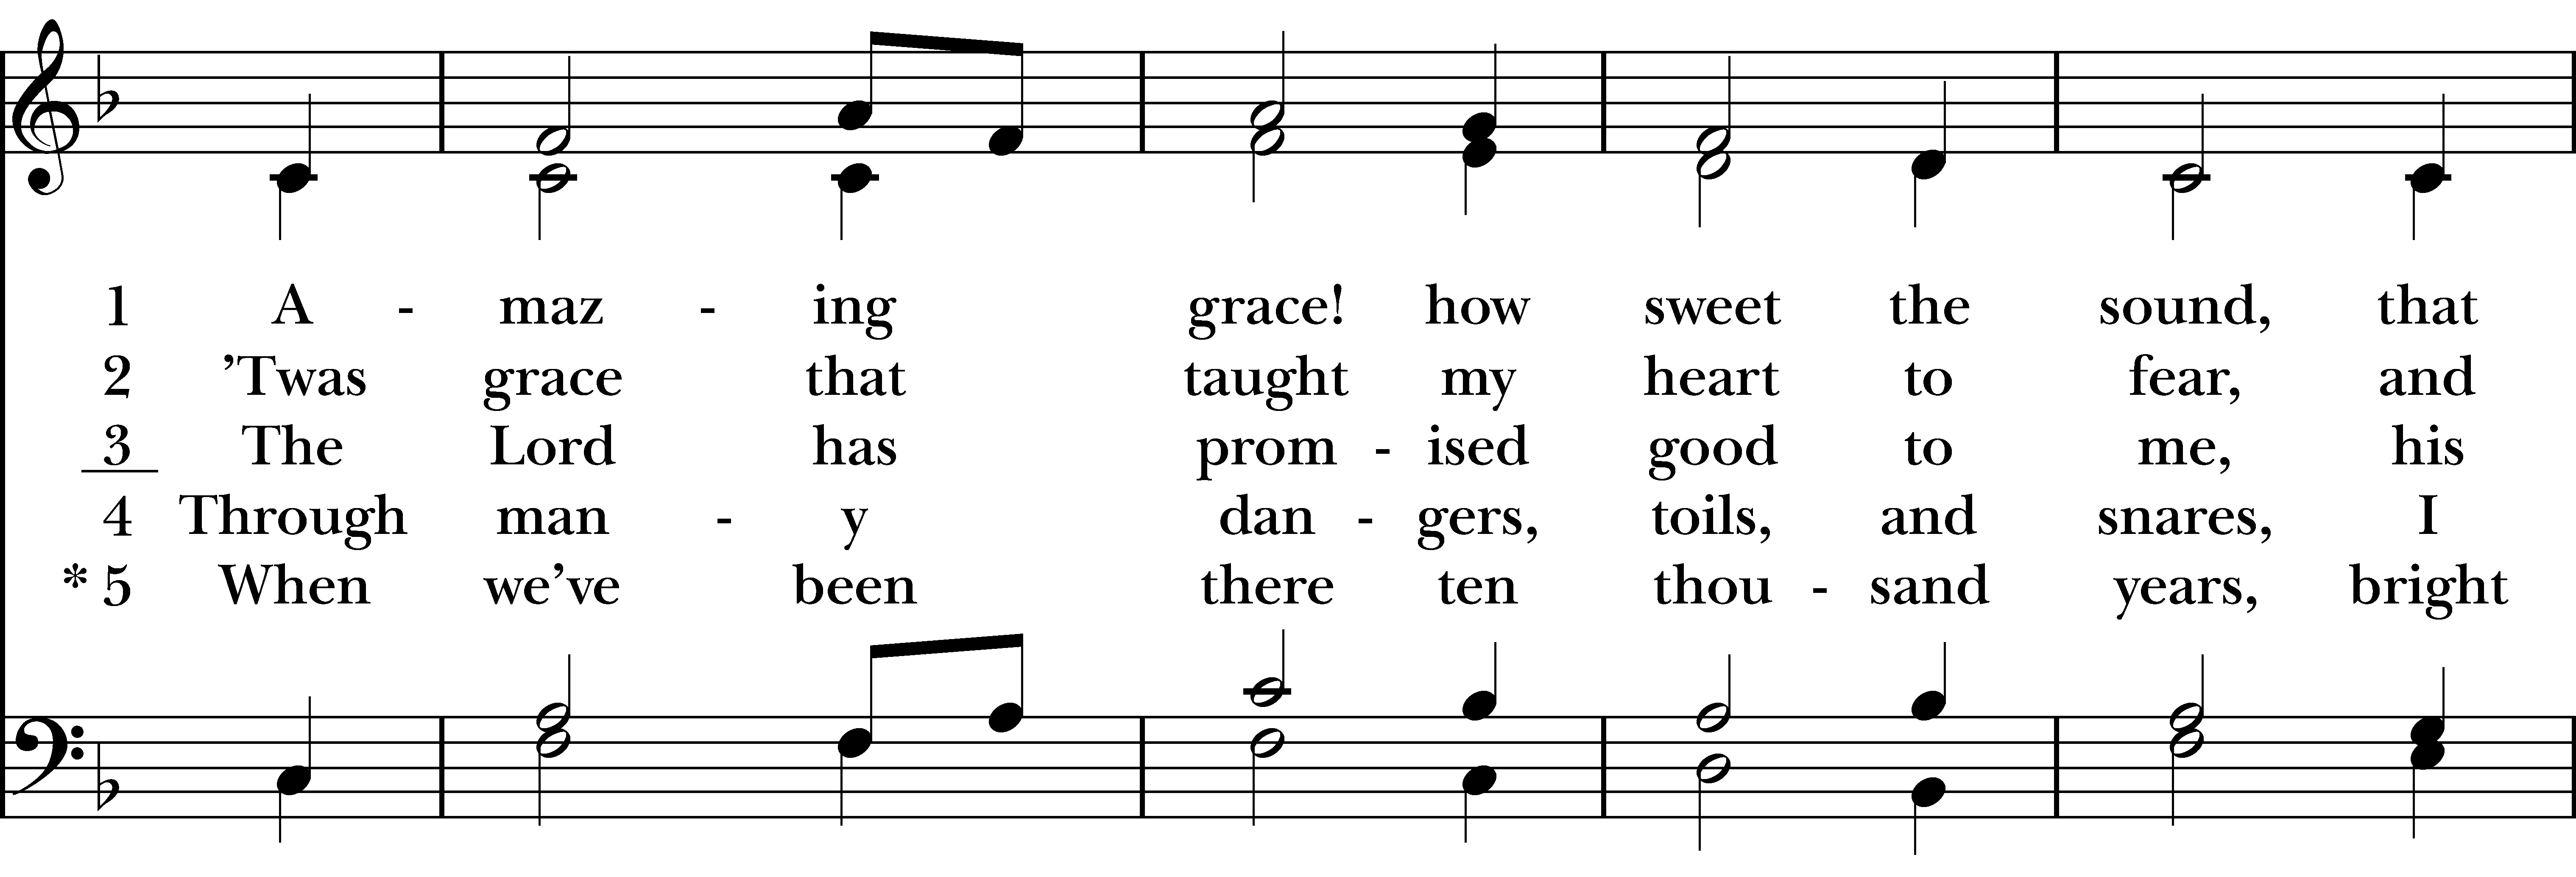 1 A - maz - ing grace! how sweet the sound, that
2 ’Twas grace that taught my heart to fear, and
3 The Lord has prom - ised good to me, his
4 Through man - y dan - gers, toils, and snares, I
*5 When we’ve been there ten thou - sand years, bright